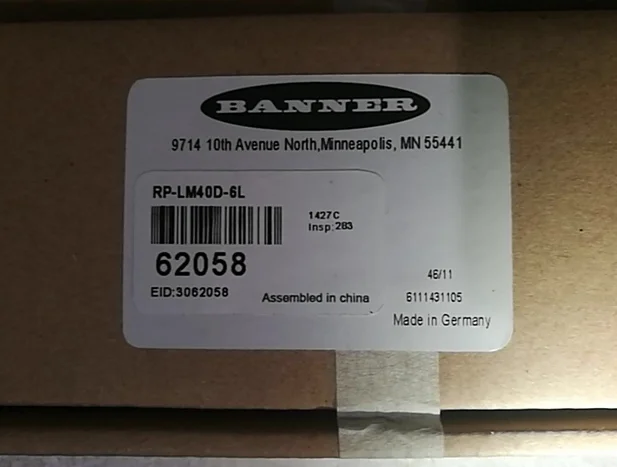 BANNER
9714 10th Avenue North,Minneapolis, MN 55441
RP-LM40D-6L
1427C
Insp:283
62058
EID:3062058
Assembled in china
46/11
6111431105
Made in Germany